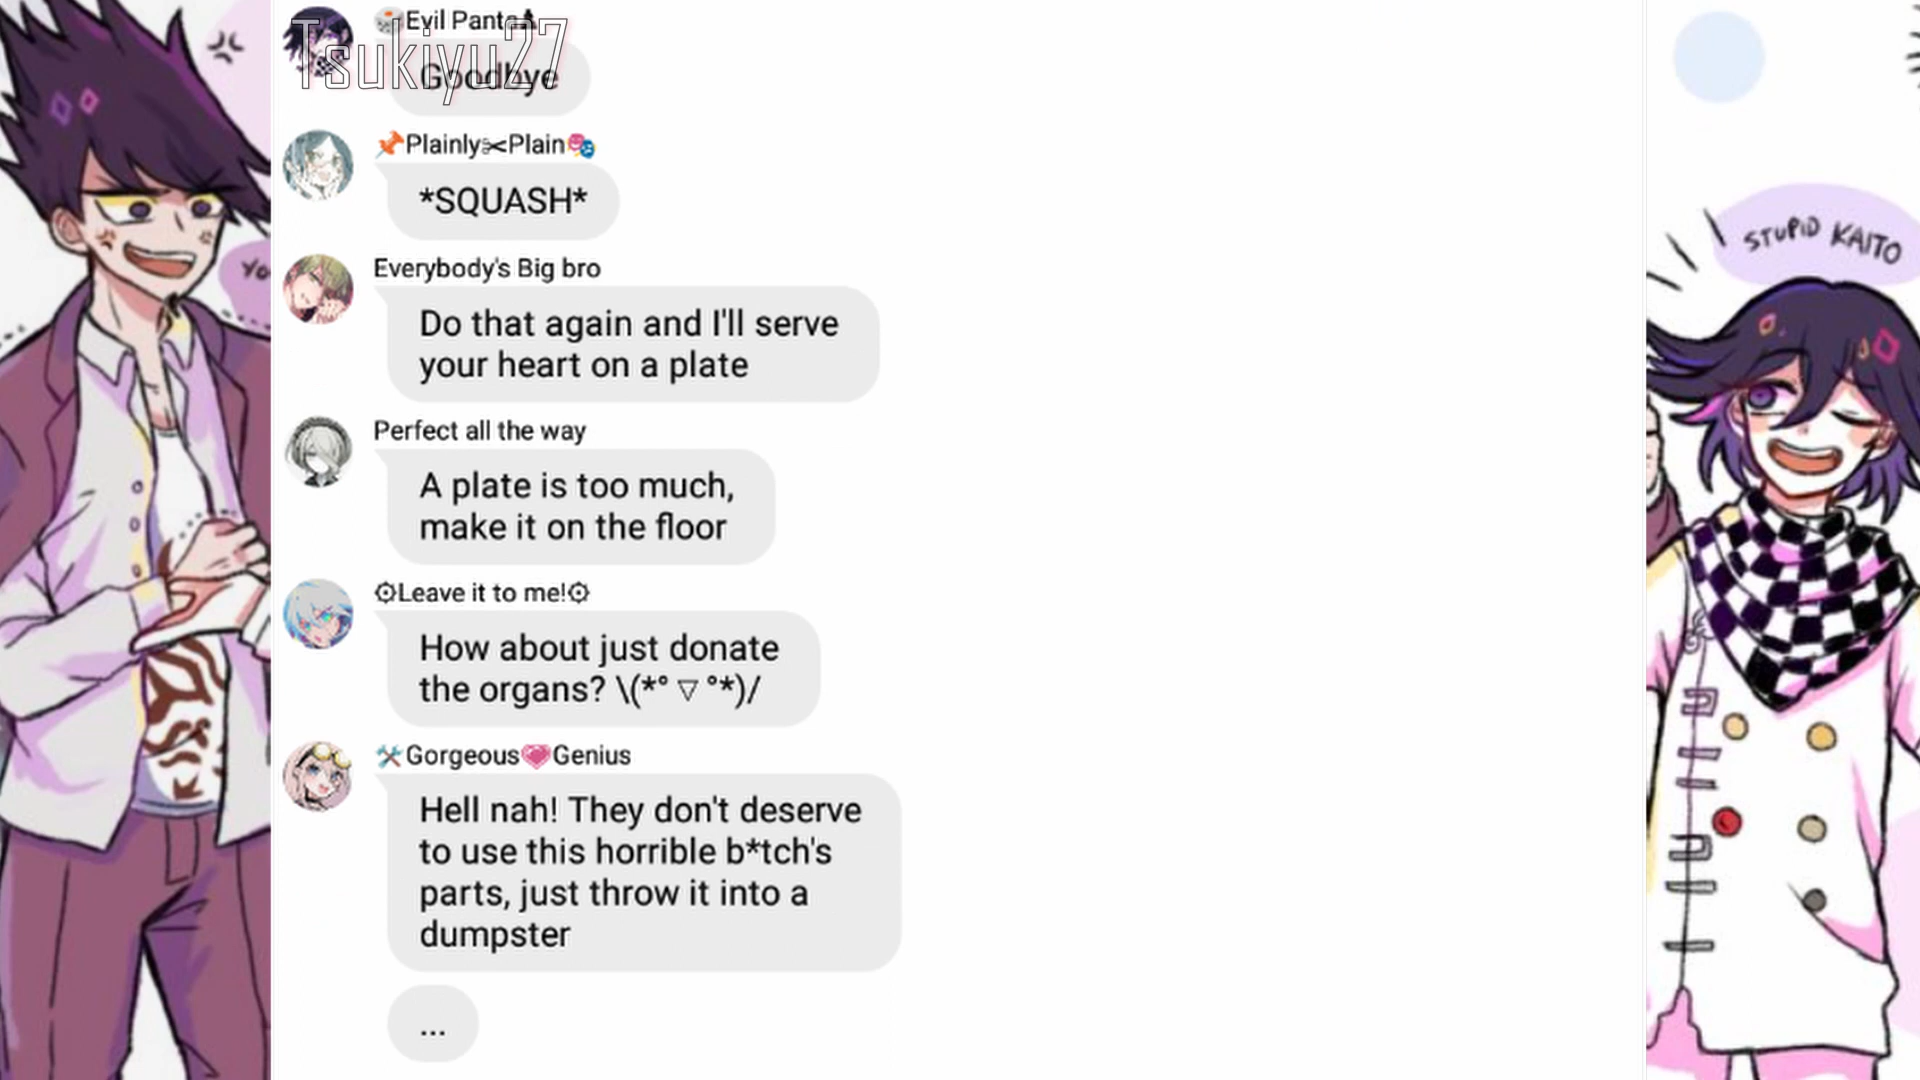 🎲Evil Panta♟
Tsukiyu27
Goodbye
📌Plainly✂Plain🎭
*SQUASH*
Everybody's Big bro
Do that again and I'll serve
your heart on a plate
Perfect all the way
A plate is too much,
make it on the floor
⚙Leave it to me!⚙
How about just donate
the organs? \(*° ▽ °*)/
🛠Gorgeous💗Genius
Hell nah! They don't deserve
to use this horrible b*tch's
parts, just throw it into a
dumpster
...
STUPID KAITO